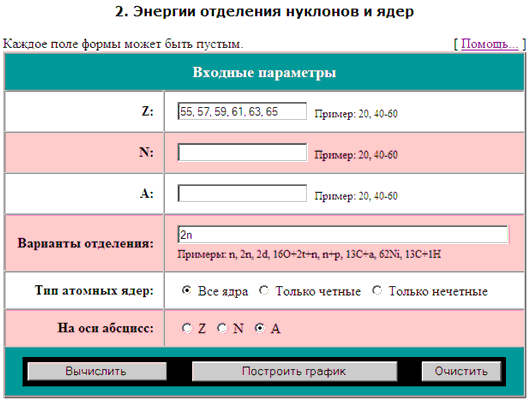 2. Энергии отделения нуклонов и ядер
Каждое поле формы может быть пустым. [ Помощь... ]
Входные параметры
Z: 55, 57, 59, 61, 63, 65 Пример: 20, 40-60
N: Пример: 20, 40-60
A: Пример: 20, 40-60
Варианты отделения: 2n
Примеры: n, 2n, 2d, 16O+2t+n, n+p, 13C+a, 62Ni, 13C+1H
Тип атомных ядер: Все ядра Только четные Только нечетные
На оси абсцисс: Z N A
Вычислить Построить график Очистить